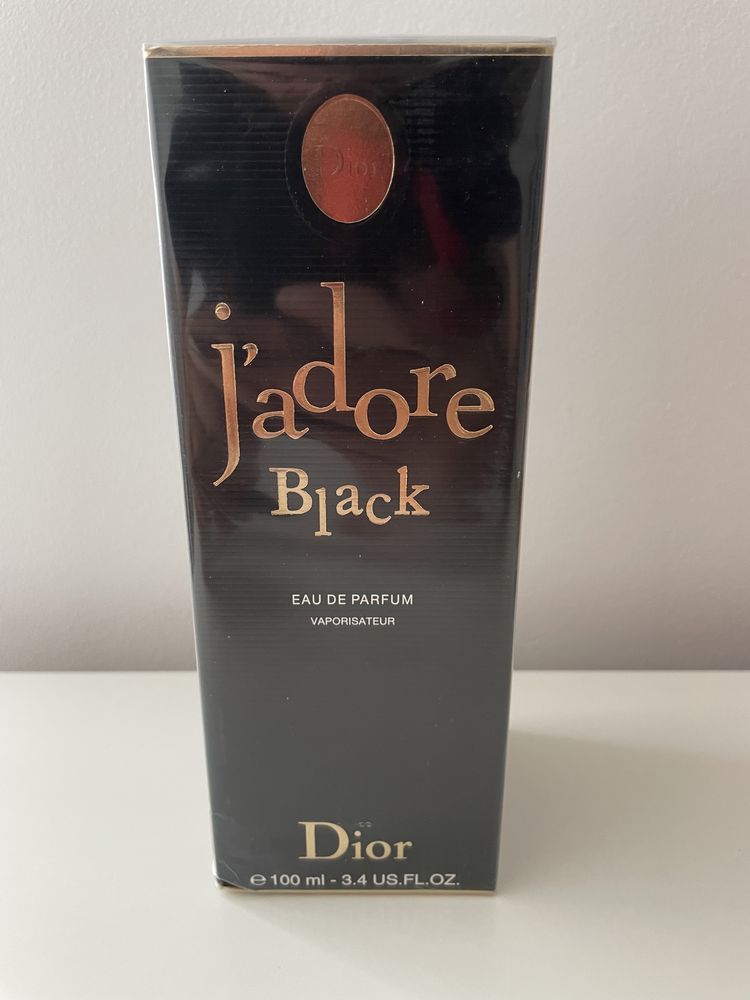 Dior
j'adore
Black
EAU DE PARFUM
VAPORISATEUR
Dior
℮ 100 ml - 3.4 US.FL.OZ.